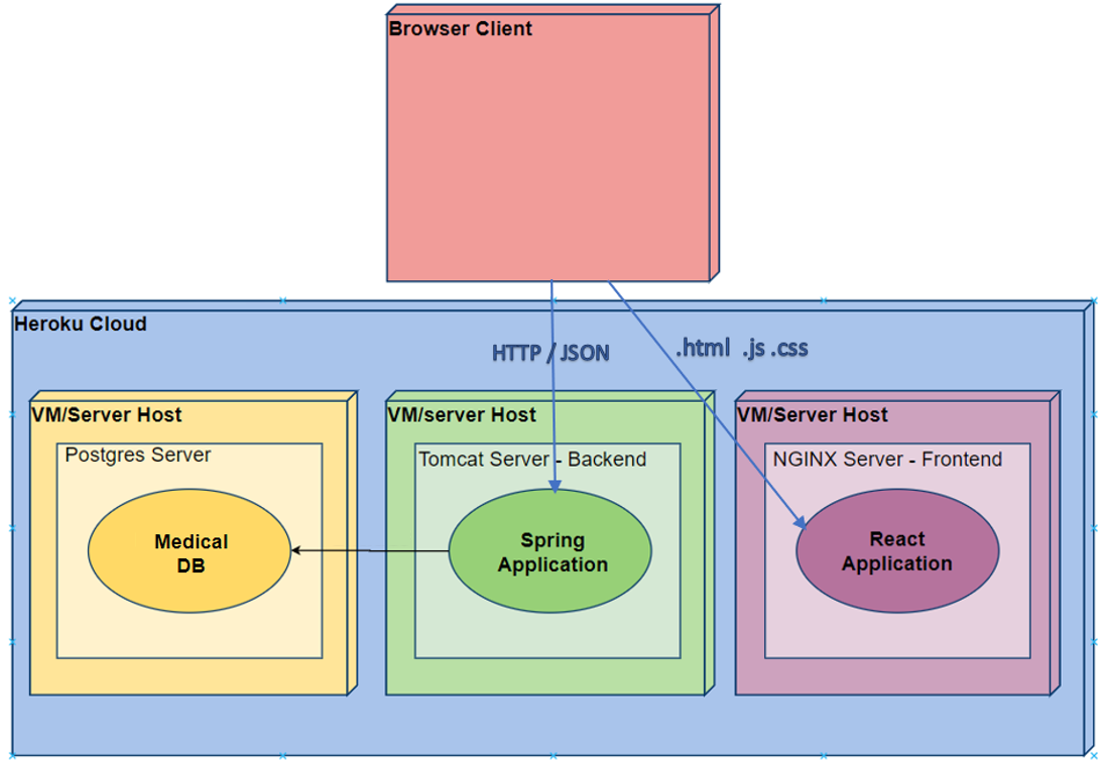 Browser Client
Heroku Cloud
HTTP / JSON
.html .js .css
VM/Server Host
Postgres Server
Medical
DB
VM/server Host
Tomcat Server - Backend
Spring
Application
VM/Server Host
NGINX Server - Frontend
React
Application